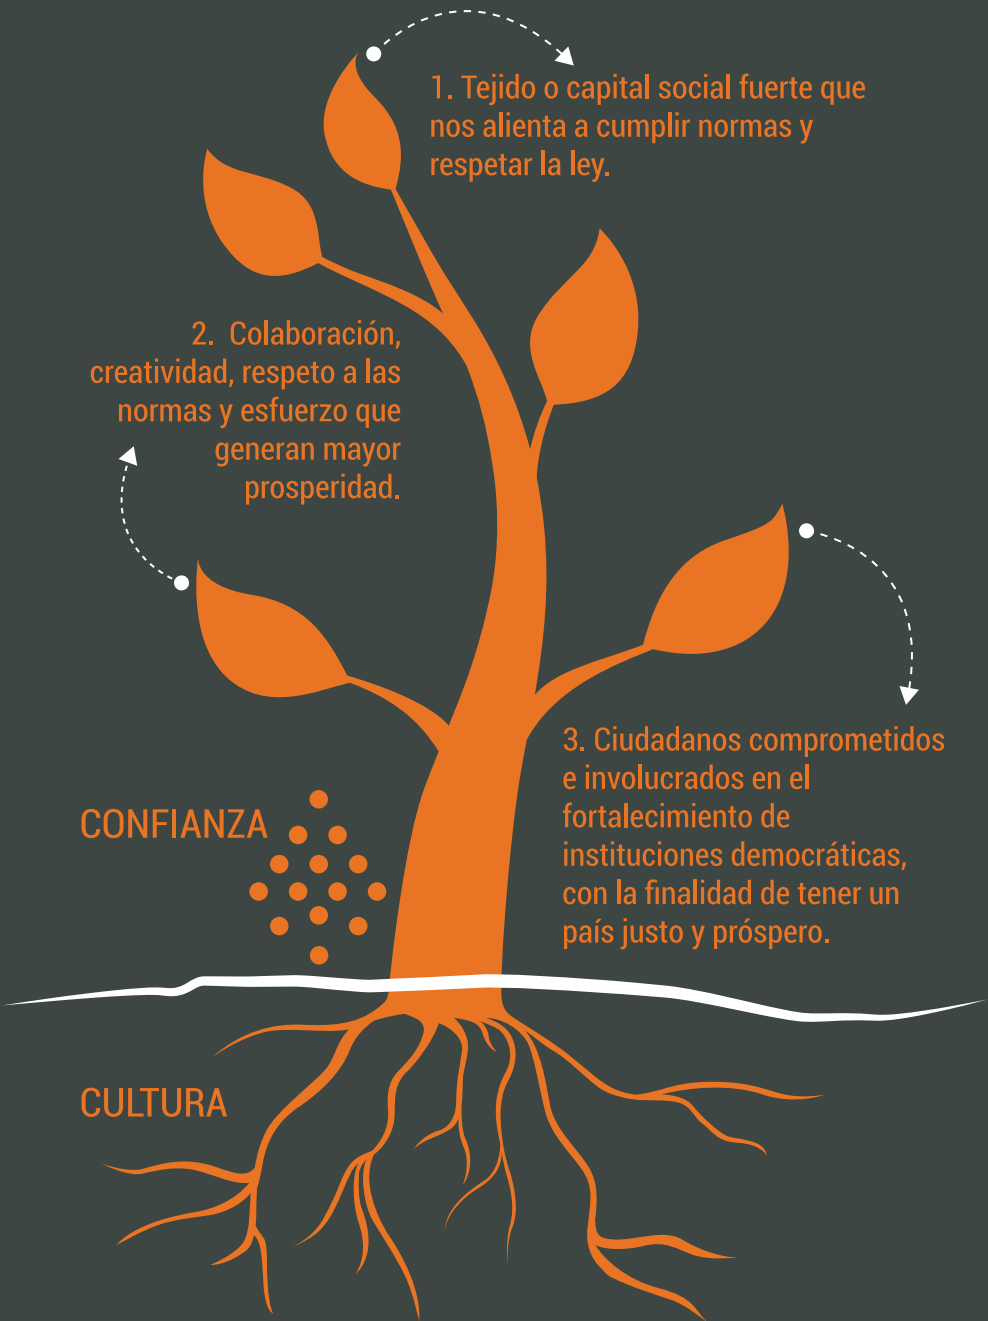 1. Tejido o capital social fuerte que
nos alienta a cumplir normas y
respetar la ley.
2. Colaboración,
creatividad, respeto a las
normas y esfuerzo que
generan mayor
prosperidad.
3. Ciudadanos comprometidos
e involucrados en el
fortalecimiento de
instituciones democráticas,
con la finalidad de tener un
país justo y próspero.
CONFIANZA
CULTURA